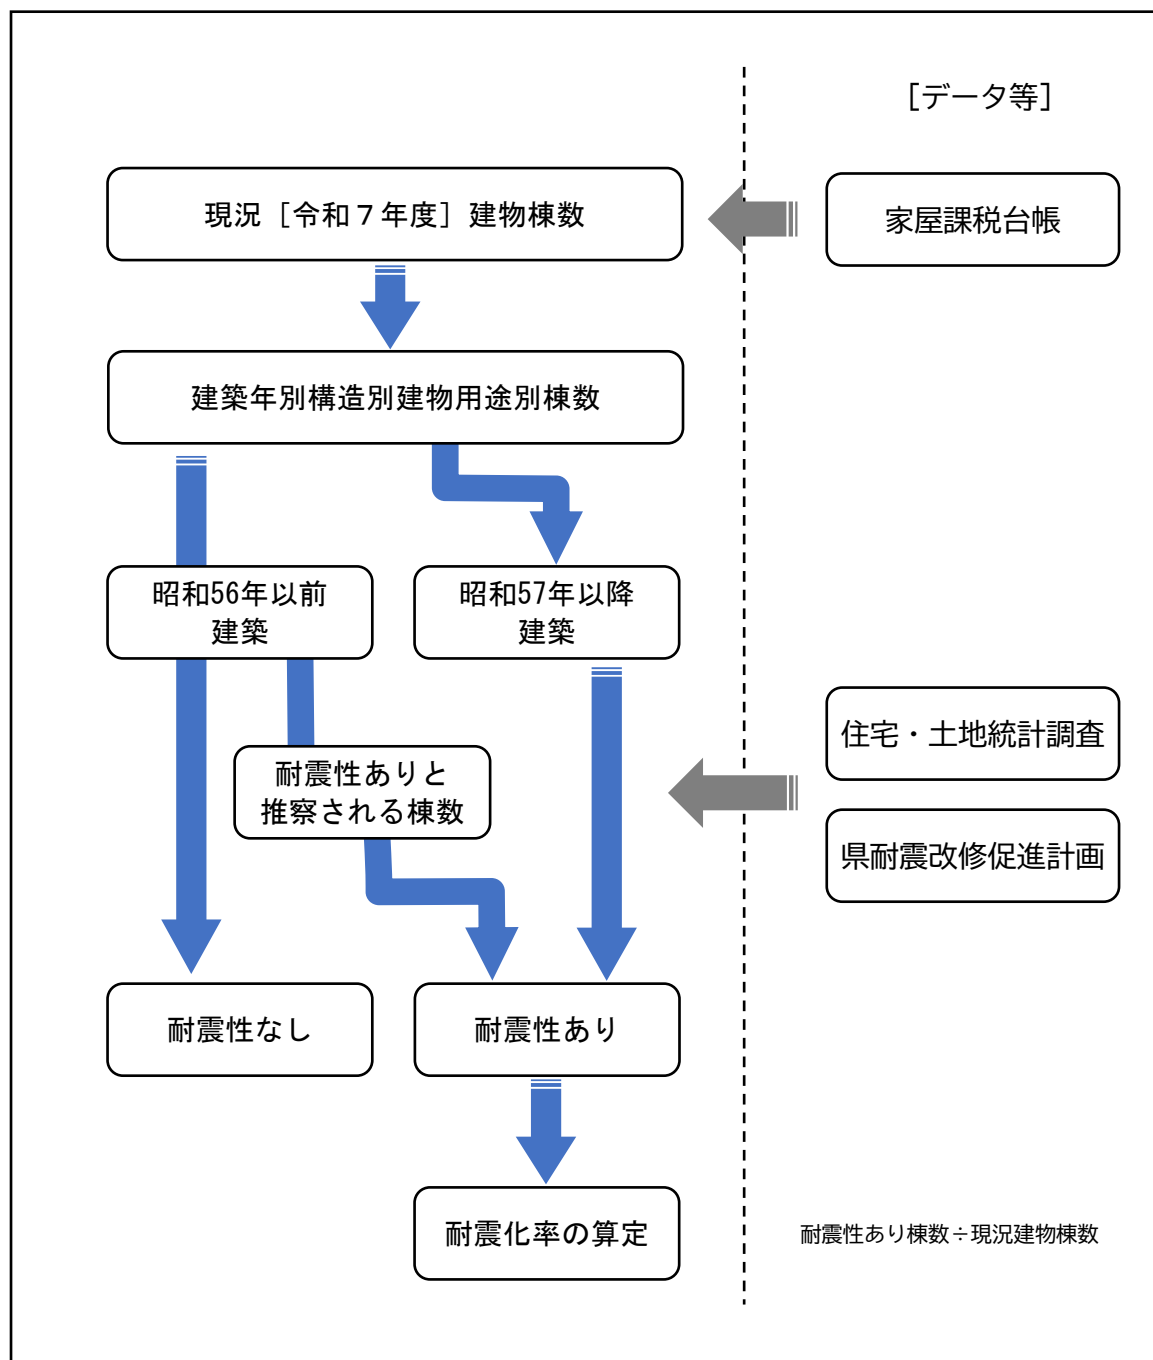 ［データ等］
現況［令和７年度］建物棟数
家屋課税台帳
建築年別構造別建物用途別棟数
昭和56年以前
建築
昭和57年以降
建築
住宅・土地統計調査
耐震性ありと
推察される棟数
県耐震改修促進計画
耐震性なし
耐震性あり
耐震化率の算定
耐震性あり棟数÷現況建物棟数